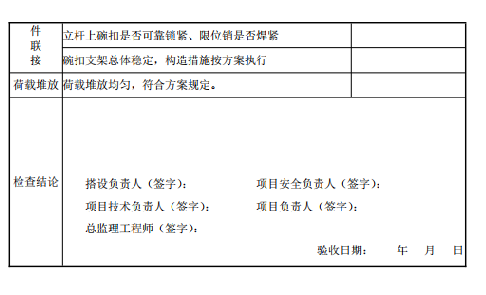 件
联
接
立杆上碗扣是否可靠锁紧、限位销是否焊紧
碗扣支架总体稳定，构造措施按方案执行
荷载堆放 荷载堆放均匀，符合方案规定。
检查结论
搭设负责人（签字）： 项目安全负责人（签字）：
项目技术负责人（签字）： 项目负责人（签字）：
总监理工程师（签字）：
验收日期： 年 月 日